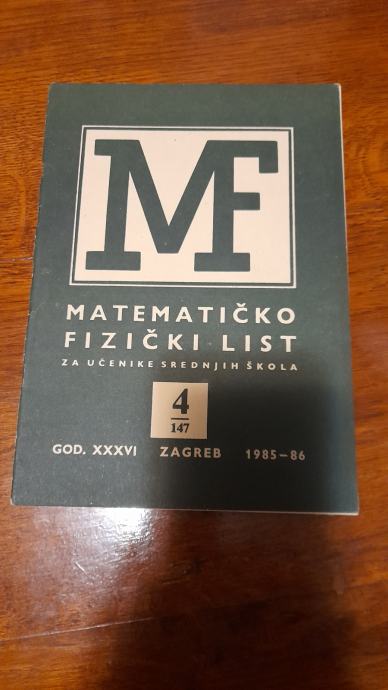 MF
MATEMATIČKO
FIZIČKI LIST
ZA UČENIKE SREDNJIH ŠKOLA
4
147
GOD. XXXVI ZAGREB 1985–86